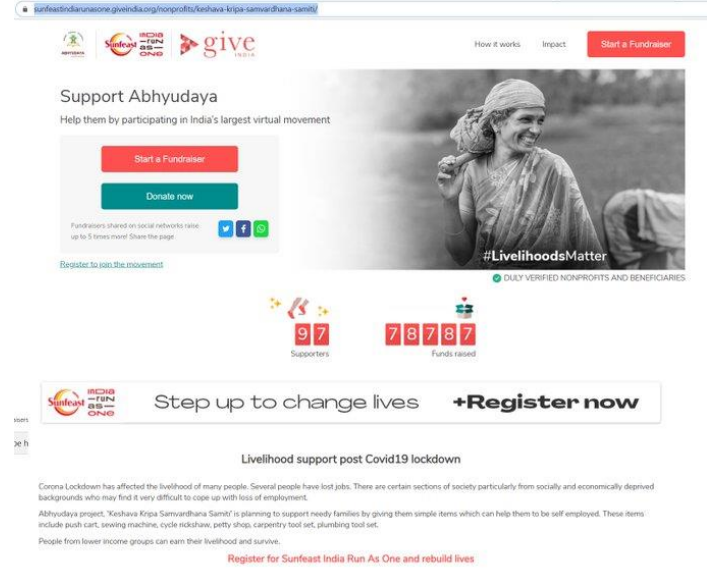 sunfeastindiarunasone.giveindia.org/nonprofits/keshava-kripa-samvardhana-samiti/
ABHYUDAYA
Sunfeast INDIA RUN AS ONE
give INDIA
How it works Impact Start a Fundraiser
Support Abhyudaya
Help them by participating in India's largest virtual movement
Start a Fundraiser
Donate now
Fundraisers shared on social networks raise
up to 5 times more! Share the page.
Register to join the movement
#LivelihoodsMatter
DULY VERIFIED NONPROFITS AND BENEFICIARIES
97 78787
Supporters Funds raised
Sunfeast INDIA RUN AS ONE Step up to change lives +Register now
Livelihood support post Covid19 lockdown
Corona Lockdown has affected the livelihood of many people. Several people have lost jobs. There are certain sections of society particularly from socially and economically deprived
backgrounds who may find it very difficult to cope up with loss of employment.
Abhyudaya project, 'Keshava Kripa Samvardhana Samiti' is planning to support needy families by giving them simple items which can help them to be self employed. These items
include push cart, sewing machine, cycle rickshaw, petty shop, carpentry tool set, plumbing tool set.
People from lower income groups can earn their livelihood and survive.
Register for Sunfeast India Run As One and rebuild lives